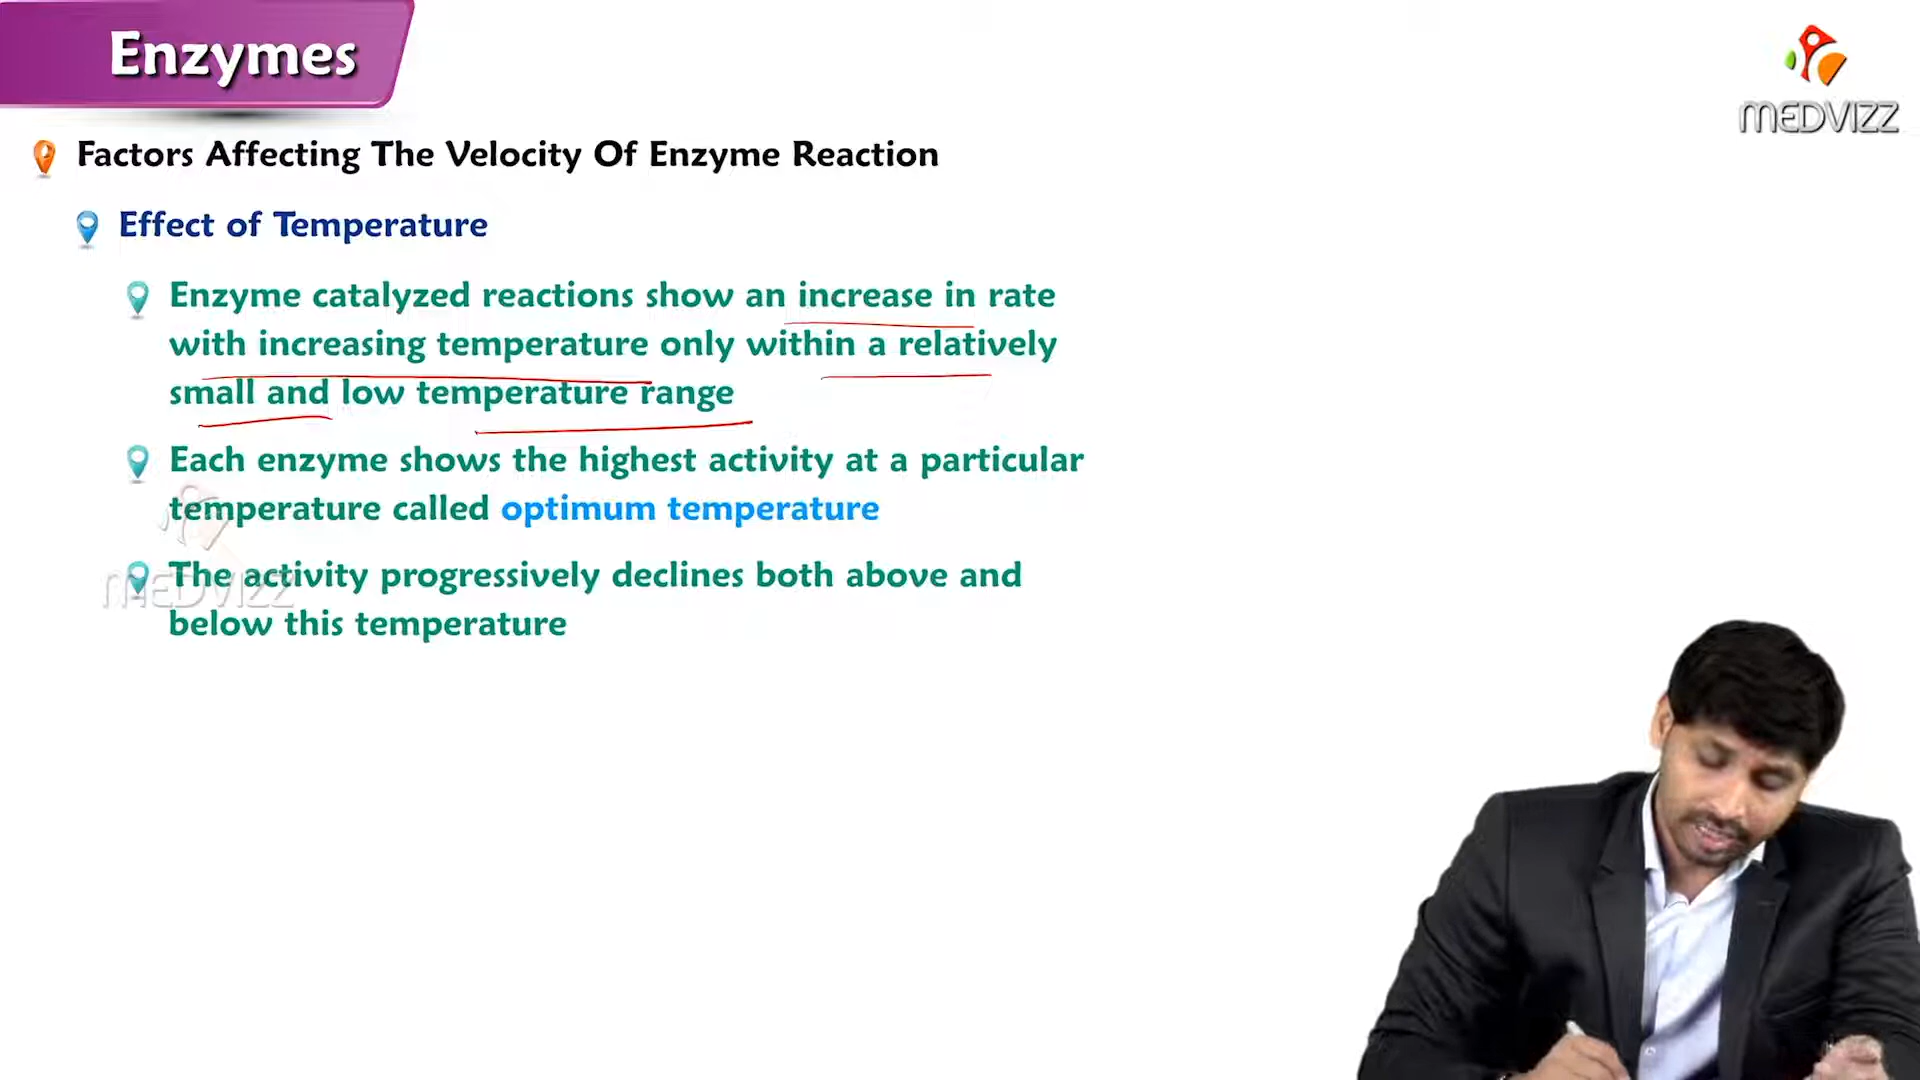 Enzymes
MEDVIZZ
Factors Affecting The Velocity Of Enzyme Reaction
Effect of Temperature
Enzyme catalyzed reactions show an increase in rate
with increasing temperature only within a relatively
small and low temperature range
Each enzyme shows the highest activity at a particular
temperature called optimum temperature
The activity progressively declines both above and
below this temperature
MEDVIZZ